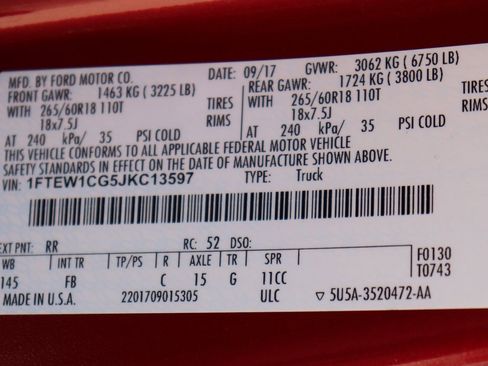 MFD. BY FORD MOTOR CO. DATE: 09/17 GVWR: 3062 KG ( 6750 LB)
FRONT GAWR: 1463 KG ( 3225 LB) REAR GAWR: 1724 KG ( 3800 LB)
WITH 265/60R18 110T TIRES WITH 265/60R18 110T TIRES
18x7.5J RIMS 18x7.5J RIMS
AT 240 kPa/ 35 PSI COLD AT 240 kPa/ 35 PSI COLD
THIS VEHICLE CONFORMS TO ALL APPLICABLE FEDERAL MOTOR VEHICLE
SAFETY STANDARDS IN EFFECT ON THE DATE OF MANUFACTURE SHOWN ABOVE.
VIN: 1FTEW1CG5JKC13597 TYPE: Truck
EXT PNT: RR RC: 52 DSO:
WB INT TR TP/PS R AXLE TR SPR F0130
145 FB C 15 G 11CC T0743
MADE IN U.S.A. 2201709015305 ULC ▽ 5U5A-3520472-AA